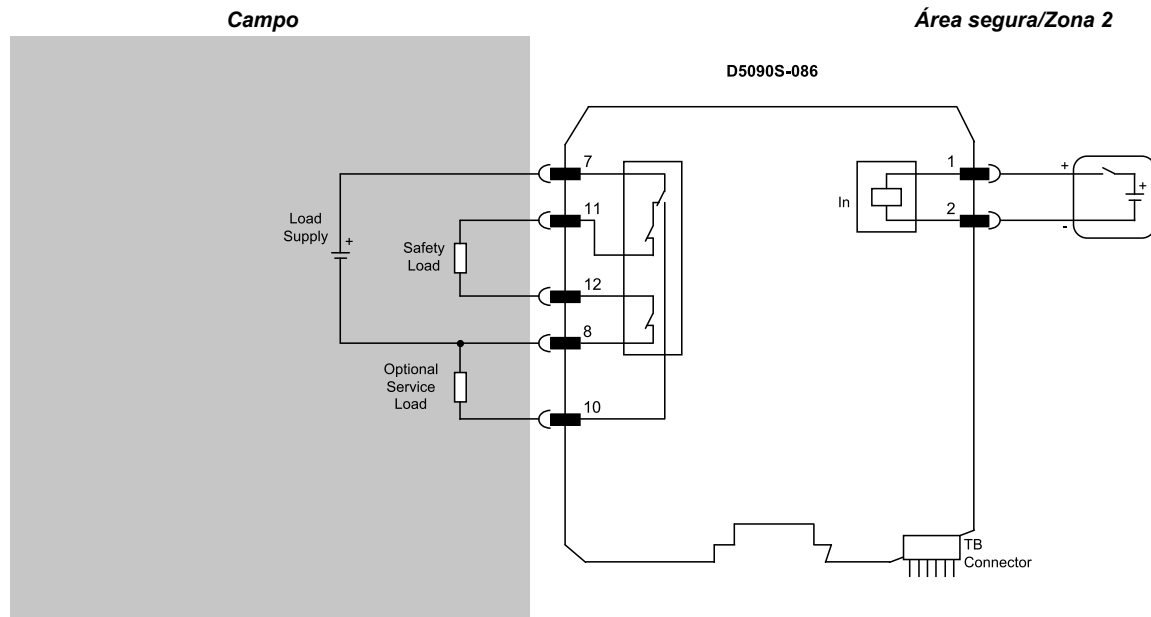 Campo
Área segura/Zona 2
D5090S-086
7
11
12
8
10
1
2
In
+
-
+
Load
Supply
+
Safety
Load
Optional
Service
Load
TB
Connector